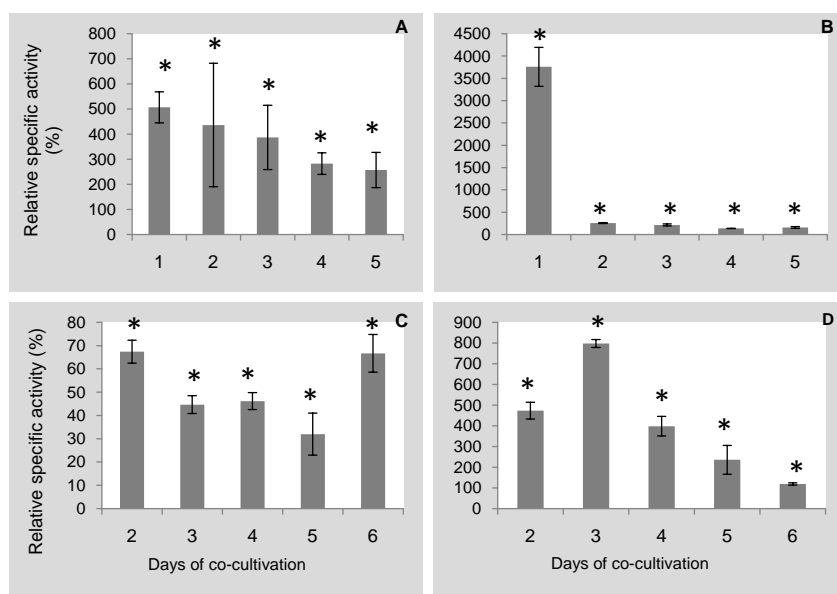 A
Relative specific activity
(%)
800
700
600
500
400
300
200
100
0
* * * * *
1 2 3 4 5
B
4500
4000
3500
3000
2500
2000
1500
1000
500
0
* * * * *
1 2 3 4 5
C
Relative specific activity (%)
80
70
60
50
40
30
20
10
0
* * * * *
2 3 4 5 6
Days of co-cultivation
D
900
800
700
600
500
400
300
200
100
0
* * * * *
2 3 4 5 6
Days of co-cultivation